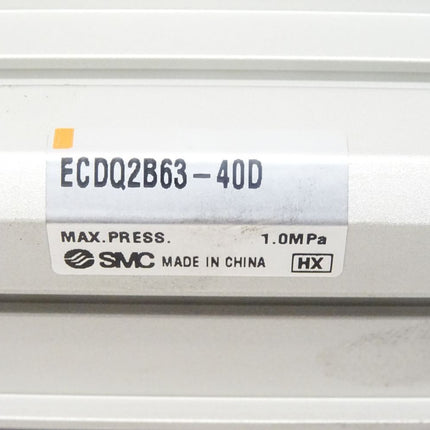 ECDQ2B63-40D
MAX.PRESS. 1.0MPa
SMC MADE IN CHINA HX